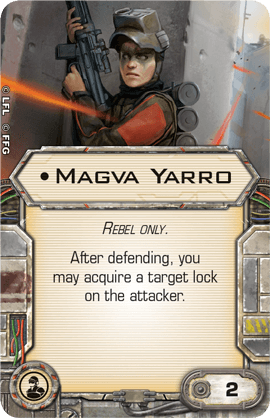 © LFL © FFG
• MAGVA YARRO
REBEL ONLY.
After defending, you
may acquire a target lock
on the attacker.
2